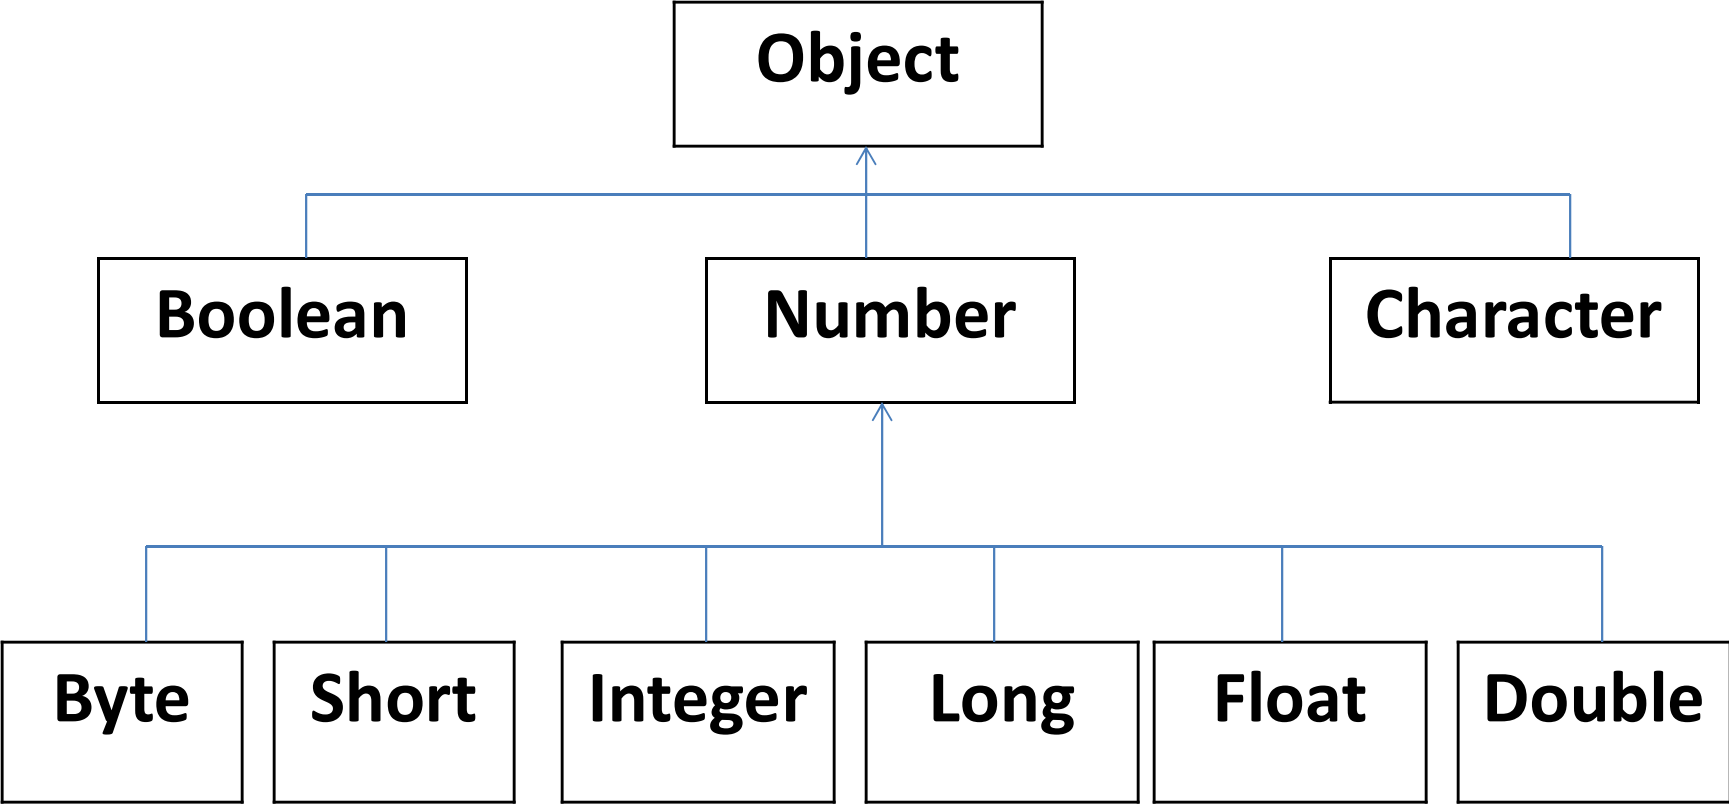 Object
Boolean
Number
Character
Byte
Short
Integer
Long
Float
Double